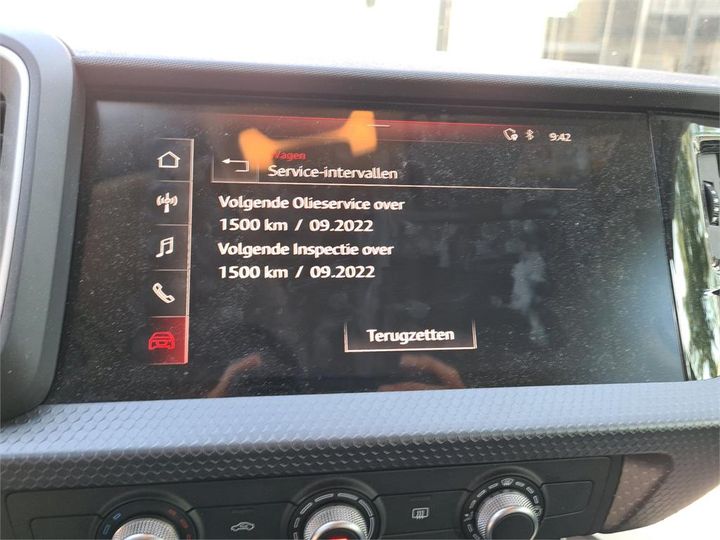 9:42
Wagen
Service-intervallen
Volgende Olieservice over
1500 km / 09.2022
Volgende Inspectie over
1500 km / 09.2022
Terugzetten